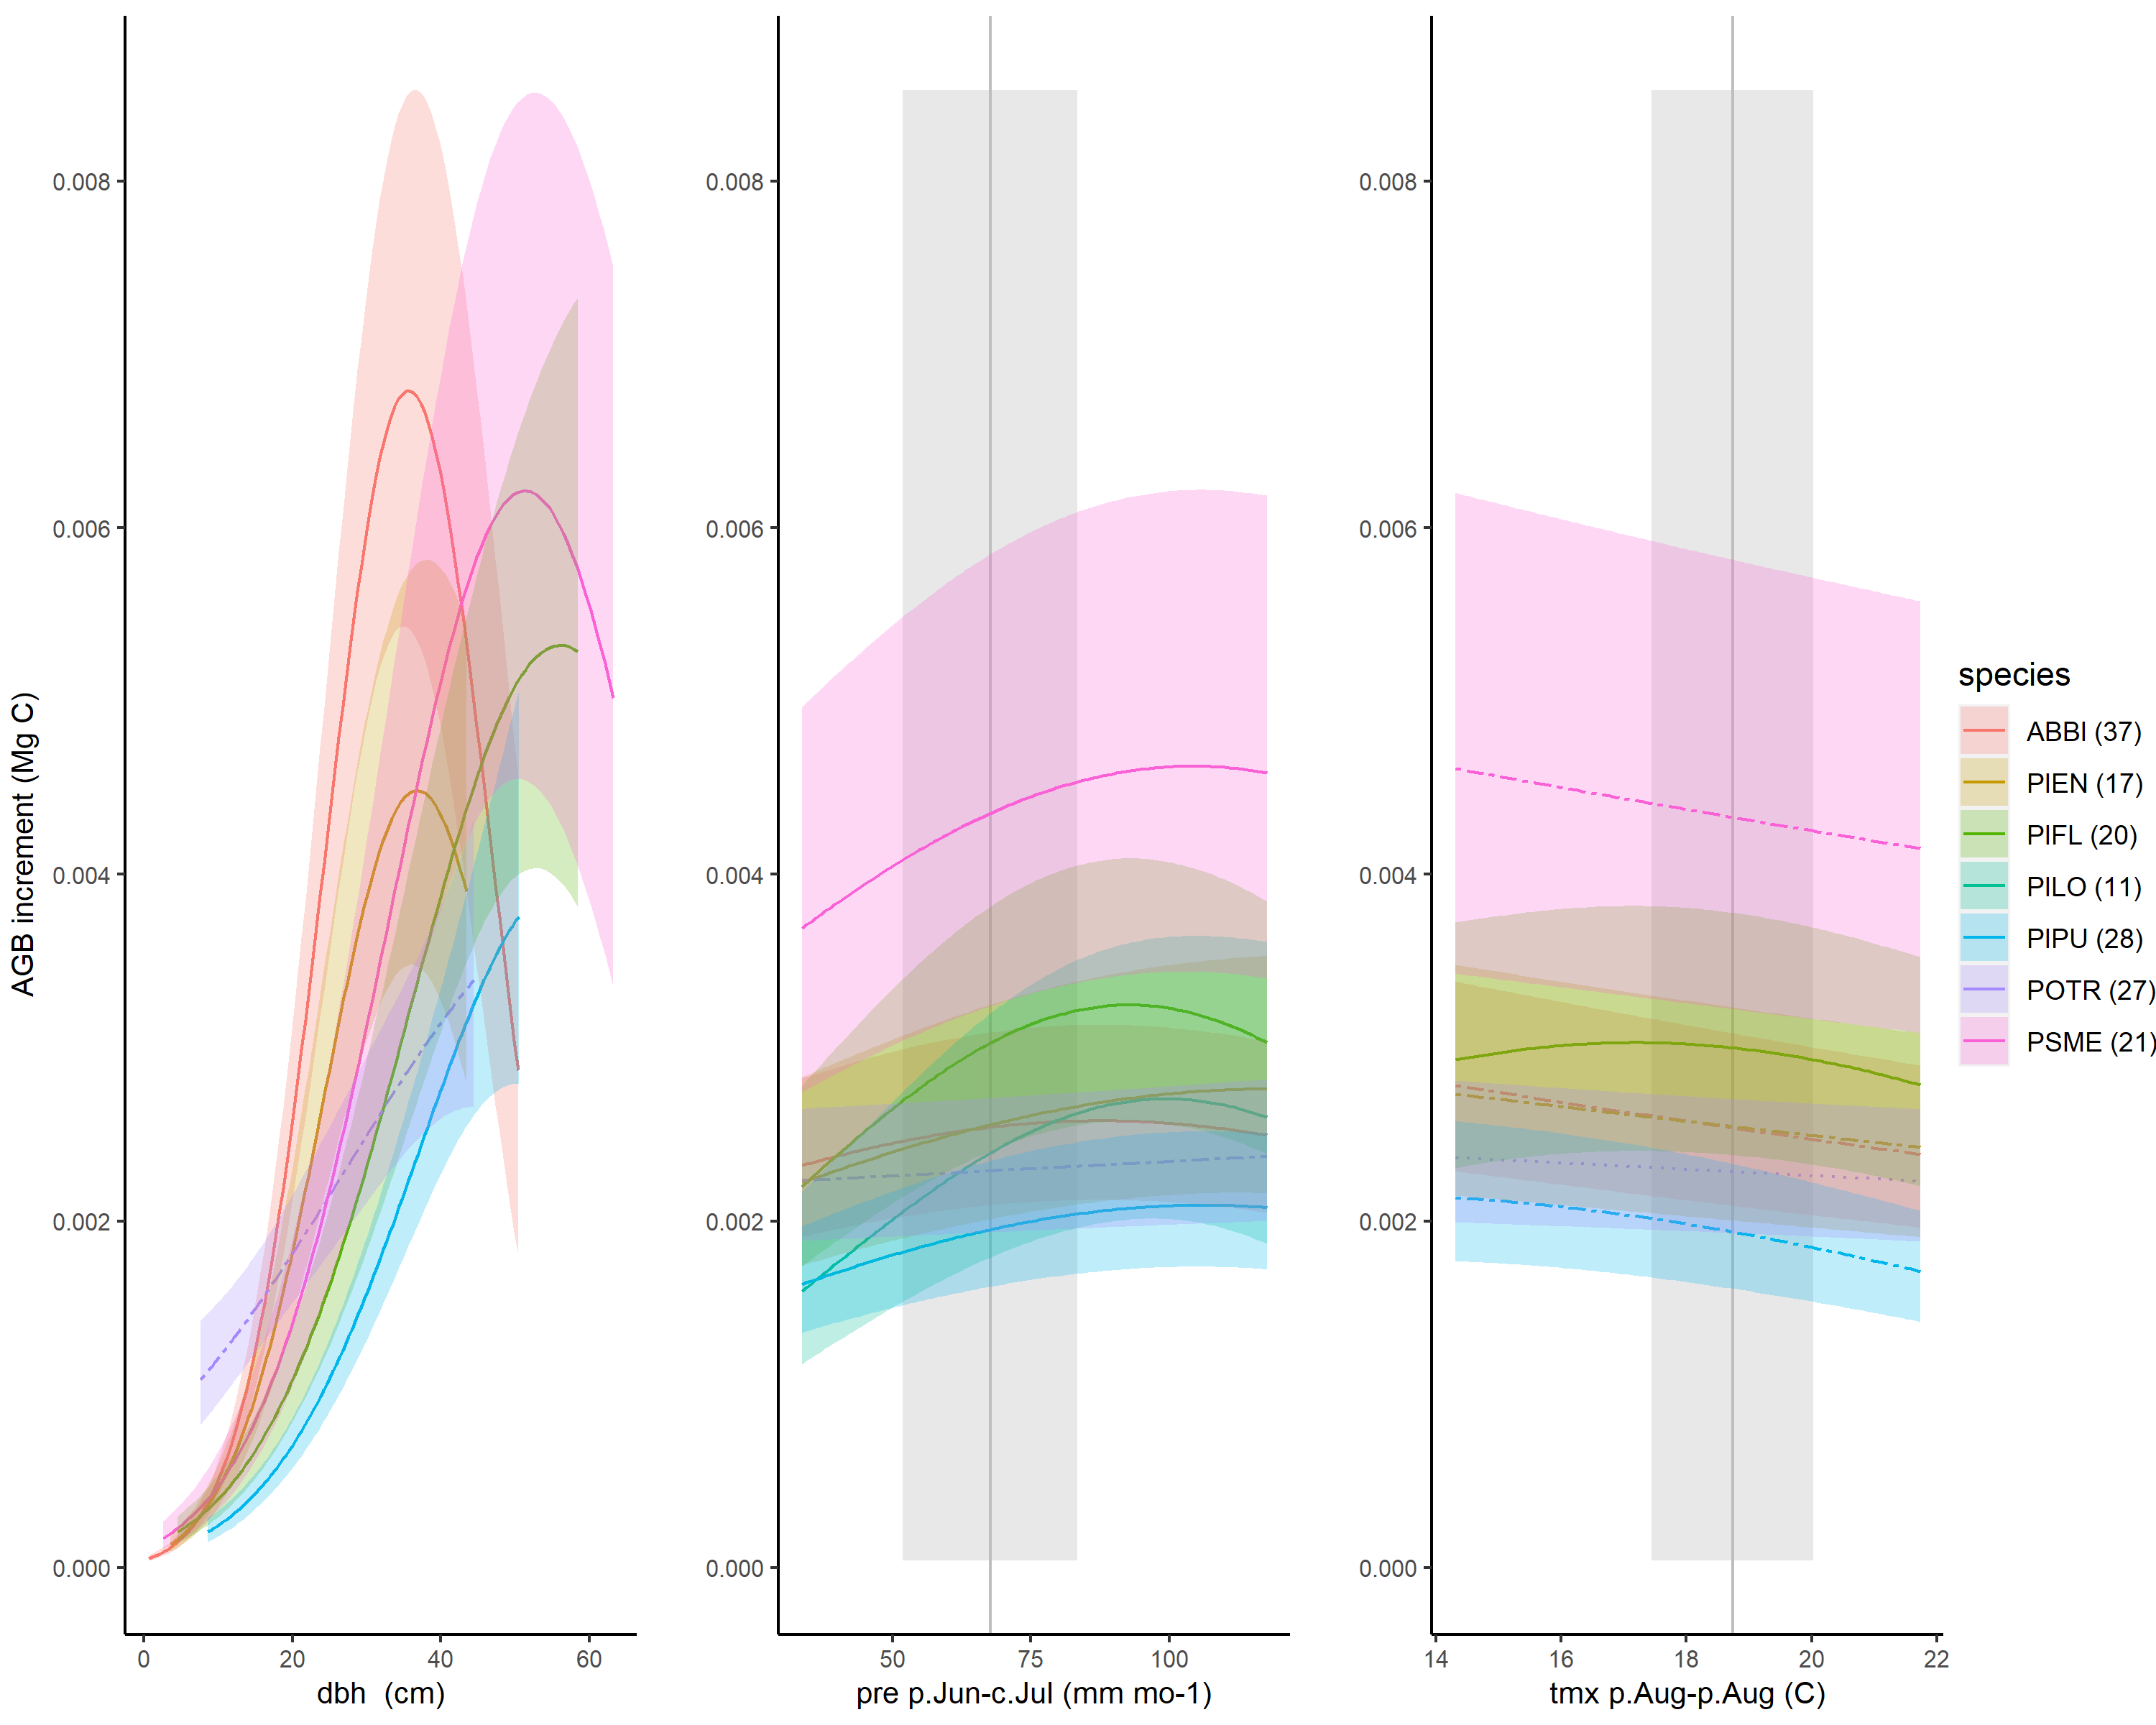 AGB increment (Mg C)
0.008
0.006
0.004
0.002
0.000
0
20
40
60
dbh  (cm)
0.008
0.006
0.004
0.002
0.000
50
75
100
pre p.Jun-c.Jul (mm mo-1)
0.008
0.006
0.004
0.002
0.000
14
16
18
20
22
tmx p.Aug-p.Aug (C)
species
ABBI (37)
PIEN (17)
PIFL (20)
PILO (11)
PIPU (28)
POTR (27)
PSME (21)